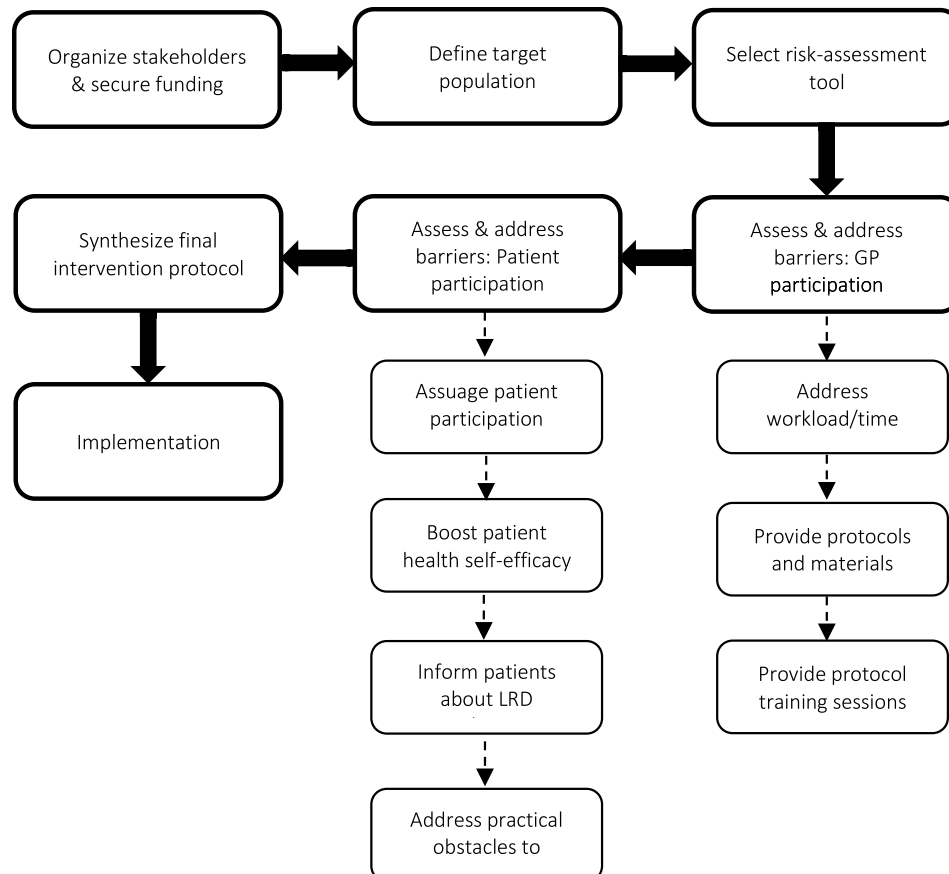 Organize stakeholders
& secure funding
Define target
population
Select risk-assessment
tool
Synthesize final
intervention protocol
Assess & address
barriers: Patient
participation
Assess & address
barriers: GP
participation
Implementation
Assuage patient
participation
Address
workload/time
Boost patient
health self-efficacy
Provide protocols
and materials
Inform patients
about LRD
Provide protocol
training sessions
Address practical
obstacles to